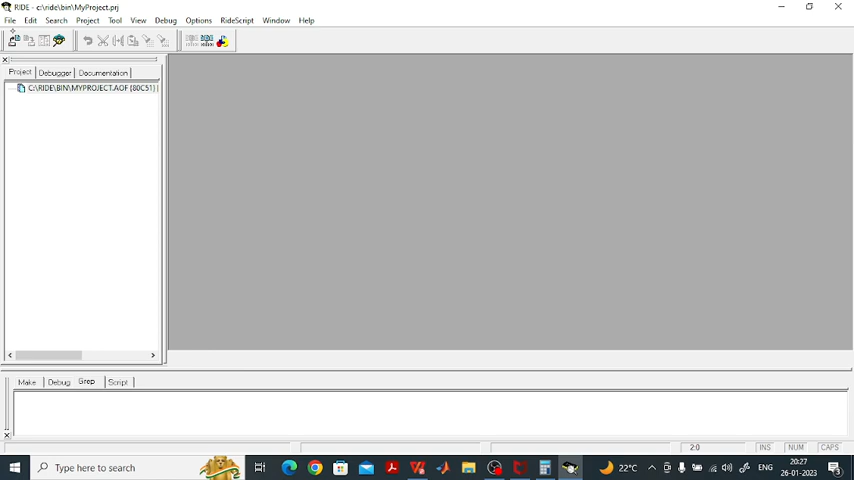 RIDE - c:\ride\bin\MyProject.prj
File Edit Search Project Tool View Debug Options RideScript Window Help
Project Debugger Documentation
C:\RIDE\BIN\MYPROJECT.AOF (80C51)
Make Debug Grep Script
2:0 INS NUM CAPS
Type here to search
22°C ENG 20:27
26-01-2023
3